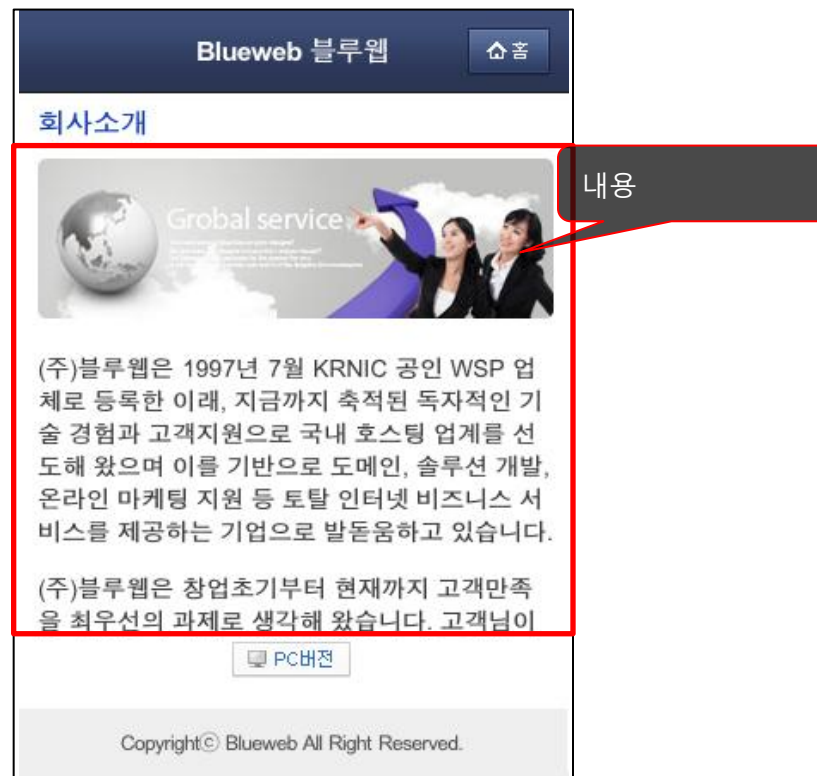 Blueweb 블루웹
홈
회사소개
내용
Grobal service
(주)블루웹은 1997년 7월 KRNIC 공인 WSP 업
체로 등록한 이래, 지금까지 축적된 독자적인 기
술 경험과 고객지원으로 국내 호스팅 업계를 선
도해 왔으며 이를 기반으로 도메인, 솔루션 개발,
온라인 마케팅 지원 등 토탈 인터넷 비즈니스 서
비스를 제공하는 기업으로 발돋움하고 있습니다.
(주)블루웹은 창업초기부터 현재까지 고객만족
을 최우선의 과제로 생각해 왔습니다. 고객님이
PC버전
Copyrightⓒ Blueweb All Right Reserved.